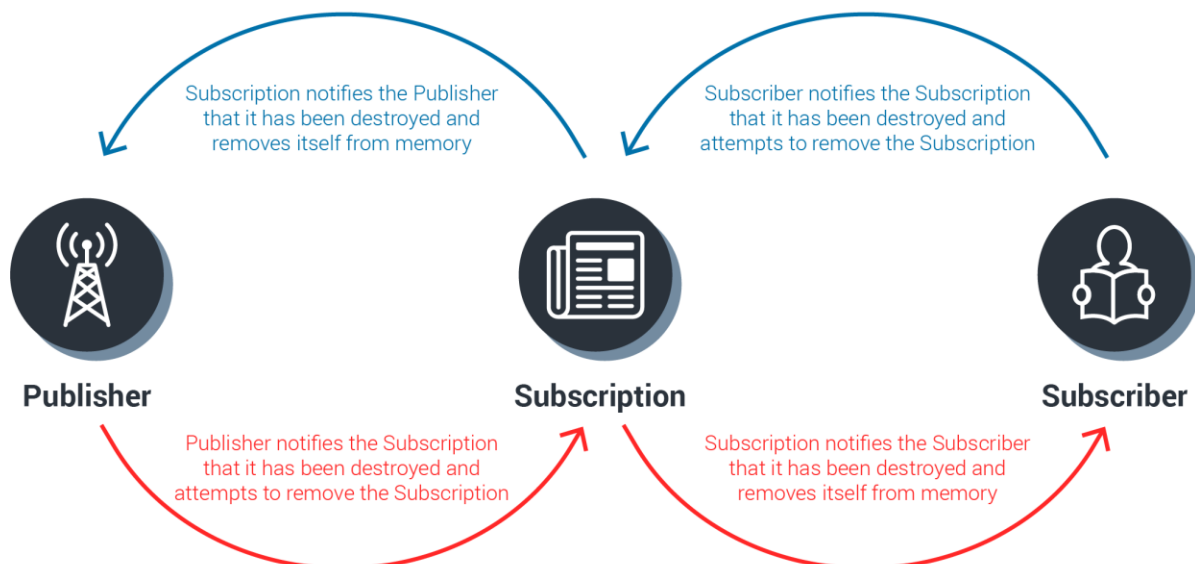 Subscription notifies the Publisher
that it has been destroyed and
removes itself from memory
Subscriber notifies the Subscription
that it has been destroyed and
attempts to remove the Subscription
Publisher
Subscription
Subscriber
Publisher notifies the Subscription
that it has been destroyed and
attempts to remove the Subscription
Subscription notifies the Subscriber
that it has been destroyed and
removes itself from memory